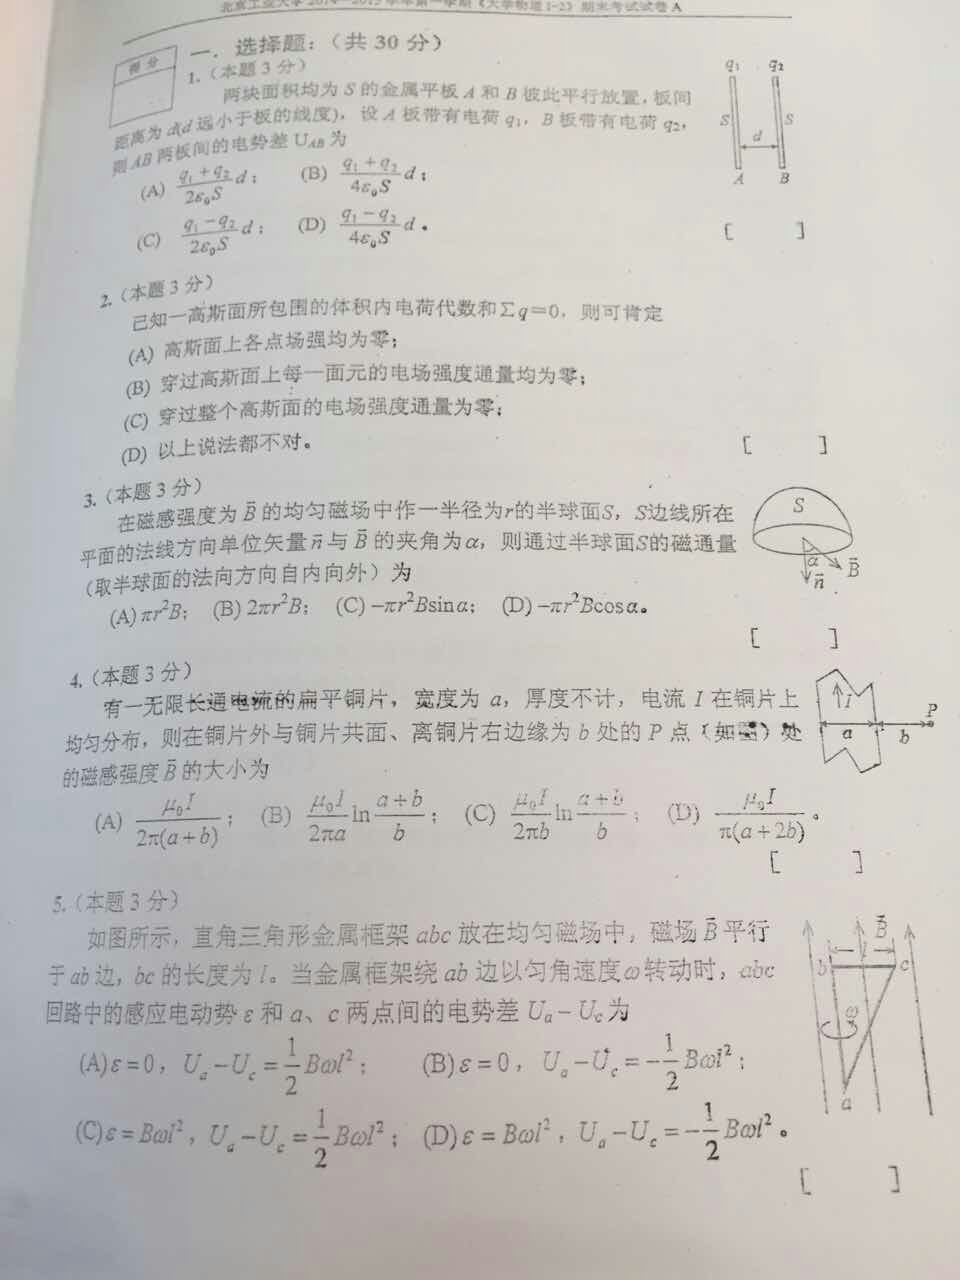 北京工业大学2014—2015学年第一学期《大学物理I-2》期末考试试卷 A
得 分
一. 选择题:(共 30 分)
1.(本题 3 分)
两块面积均为 S 的金属平板 A 和 B 彼此平行放置,板间
距离为 d(d 远小于板的线度),设 A 板带有电荷 q₁,B 板带有电荷 q₂,
则 AB 两板间的电势差 U_AB 为
(A) (q₁+q₂)/(2ε₀S) d; (B) (q₁+q₂)/(4ε₀S) d;
(C) (q₁−q₂)/(2ε₀S) d; (D) (q₁−q₂)/(4ε₀S) d。
[ ]
q₁ q₂
S S
d
A B
2.(本题 3 分)
已知一高斯面所包围的体积内电荷代数和∑q=0,则可肯定
(A) 高斯面上各点场强均为零;
(B) 穿过高斯面上每一面元的电场强度通量均为零;
(C) 穿过整个高斯面的电场强度通量为零;
(D) 以上说法都不对。
[ ]
3.(本题 3 分)
在磁感强度为 B⃗ 的均匀磁场中作一半径为r的半球面S,S边线所在
平面的法线方向单位矢量 n⃗ 与 B⃗ 的夹角为α,则通过半球面S的磁通量
(取半球面的法向方向自内向外)为
(A) πr²B; (B) 2πr²B; (C) −πr²Bsinα; (D) −πr²Bcosα。
[ ]
S
α
n⃗ B⃗
4.(本题 3 分)
有一无限长通电流的扁平铜片,宽度为 a,厚度不计,电流 I 在铜片上
均匀分布,则在铜片外与铜片共面、离铜片右边缘为 b 处的 P 点(如图)处
的磁感强度 B⃗ 的大小为
(A) μ₀I/(2π(a+b)); (B) μ₀I/(2πa) ln (a+b)/b; (C) μ₀I/(2πb) ln (a+b)/b; (D) μ₀I/(π(a+2b))。
[ ]
I
P
a b
5.(本题 3 分)
如图所示,直角三角形金属框架 abc 放在均匀磁场中,磁场 B⃗ 平行
于 ab 边,bc 的长度为 l。当金属框架绕 ab 边以匀角速度ω转动时,abc
回路中的感应电动势 ε 和 a、c 两点间的电势差 Uₐ − U_c 为
(A) ε=0,Uₐ−U_c=1/2 Bωl²; (B) ε=0,Uₐ−U_c=−1/2 Bωl²;
(C) ε=Bωl²,Uₐ−U_c=1/2 Bωl²; (D) ε=Bωl²,Uₐ−U_c=−1/2 Bωl²。
[ ]
B⃗
l
b c
ω
a